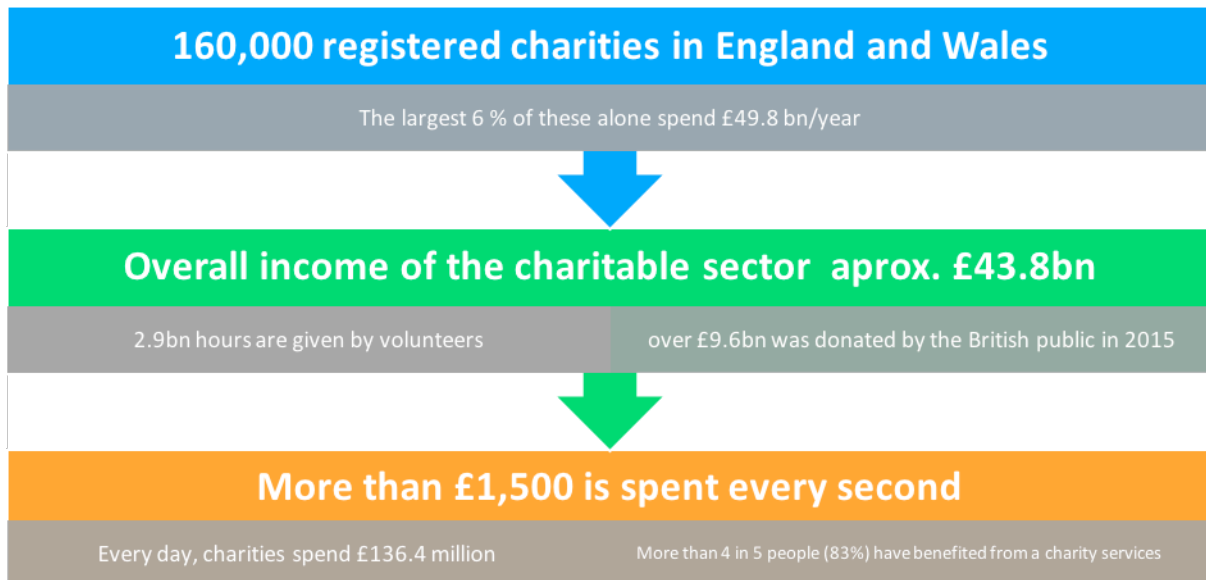 160,000 registered charities in England and Wales
The largest 6 % of these alone spend £49.8 bn/year
Overall income of the charitable sector  aprox. £43.8bn
2.9bn hours are given by volunteers
over £9.6bn was donated by the British public in 2015
More than £1,500 is spent every second
Every day, charities spend £136.4 million
More than 4 in 5 people (83%) have benefited from a charity services